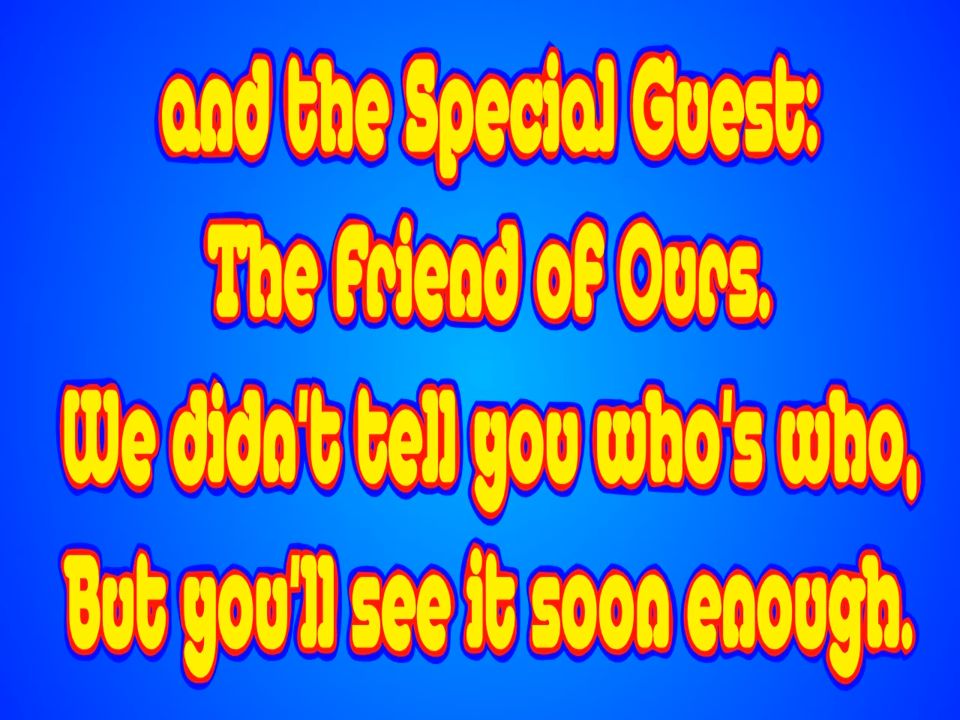 and the Special Guest:
The Friend of Ours.
We didn't tell you who's who,
But you'll see it soon enough.